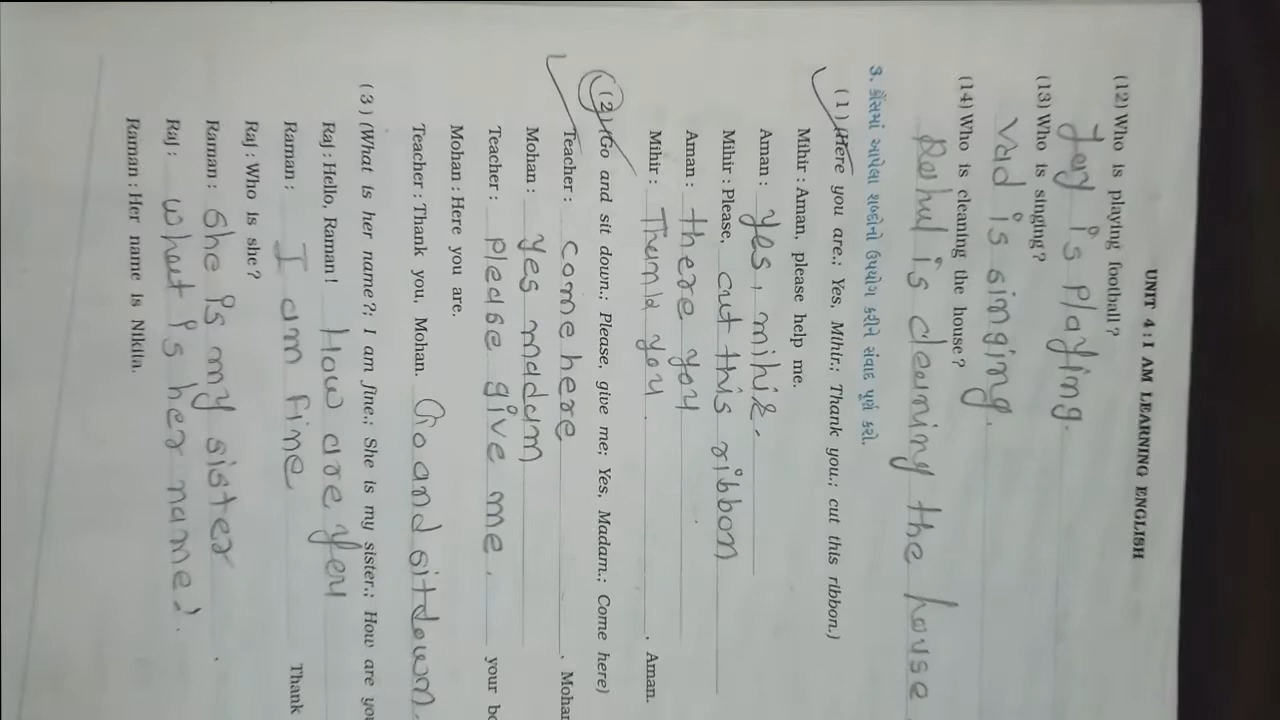 UNIT 4 : I AM LEARNING ENGLISH
(12) Who is playing football ?
Joy is playing.
(13) Who is singing ?
Vad is singing.
(14) Who is cleaning the house ?
is cleaning the house
3. કૌંસમાં આપેલા શબ્દોનો ઉપયોગ કરીને સંવાદ પૂર્ણ કરો.
(1) (Here you are.; Yes, Mihir.; Thank you.; cut this ribbon.)
Mihir : Aman, please help me.
Aman : Yes, mihir.
Mihir : Please, cut this ribbon
Aman : there you
Mihir : Thank you . . Aman.
(2) (Go and sit down.; Please, give me; Yes, Madam.; Come here)
Teacher : come here . Mohan
Mohan : yes madam
Teacher : please give me. your bo
Mohan : Here you are.
Teacher : Thank you, Mohan. Go and sit down.
(3) (What is her name?; I am fine.; She is my sister.; How are you
Raj : Hello, Raman! How are you
Raman : I am fine Thank
Raj : Who is she ?
Raman : She is my sister .
Raj : what is her name?.
Raman : Her name is Nikita.